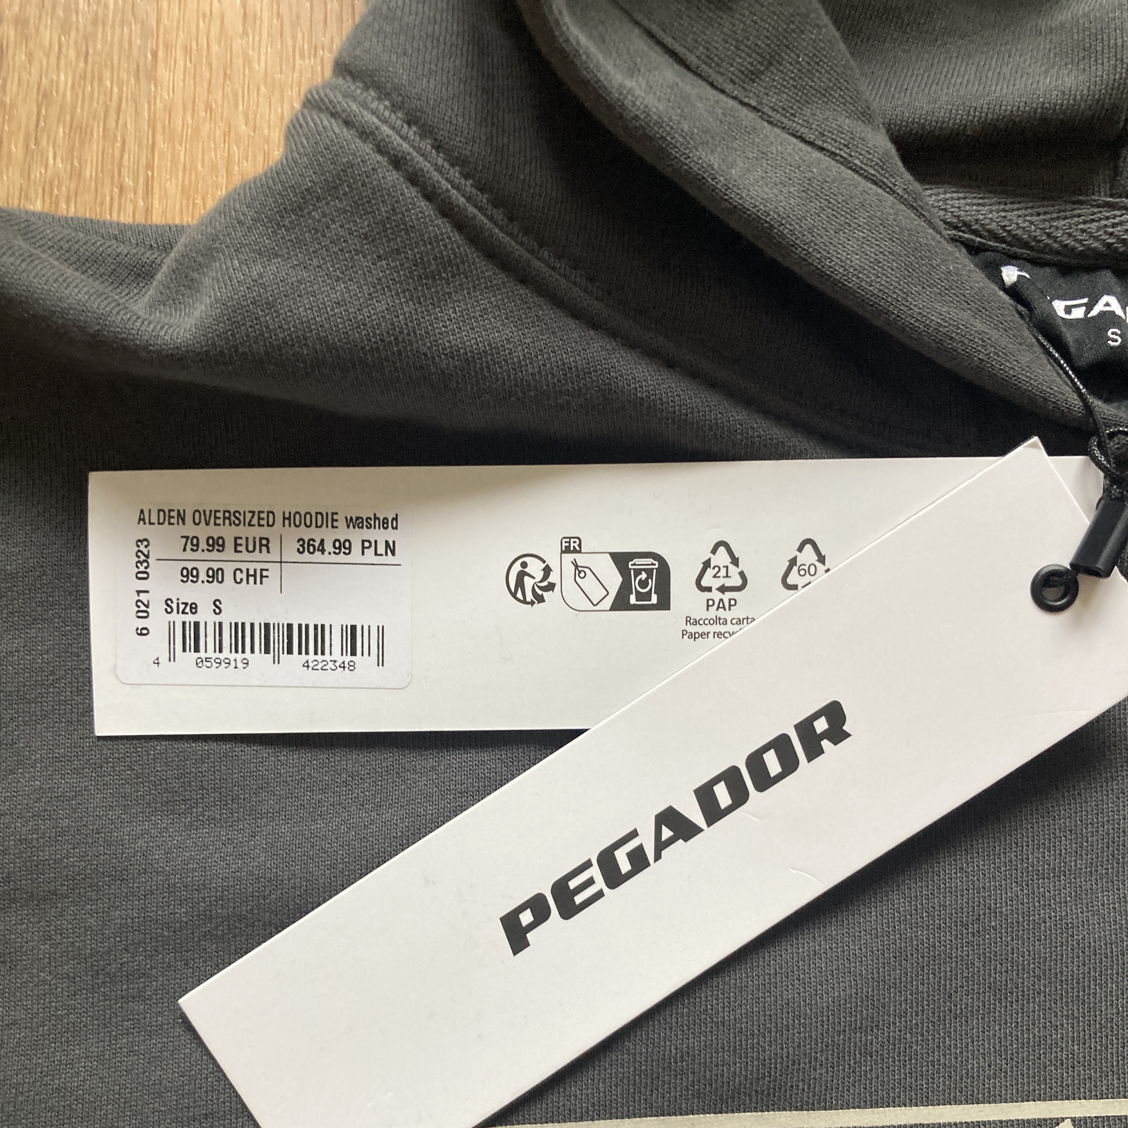 ALDEN OVERSIZED HOODIE washed
79.99 EUR 364.99 PLN
99.90 CHF
6 021 0323
Size S
4 059919 422348
FR
21
PAP
Raccolta carta
Paper
60
S
PEGADOR